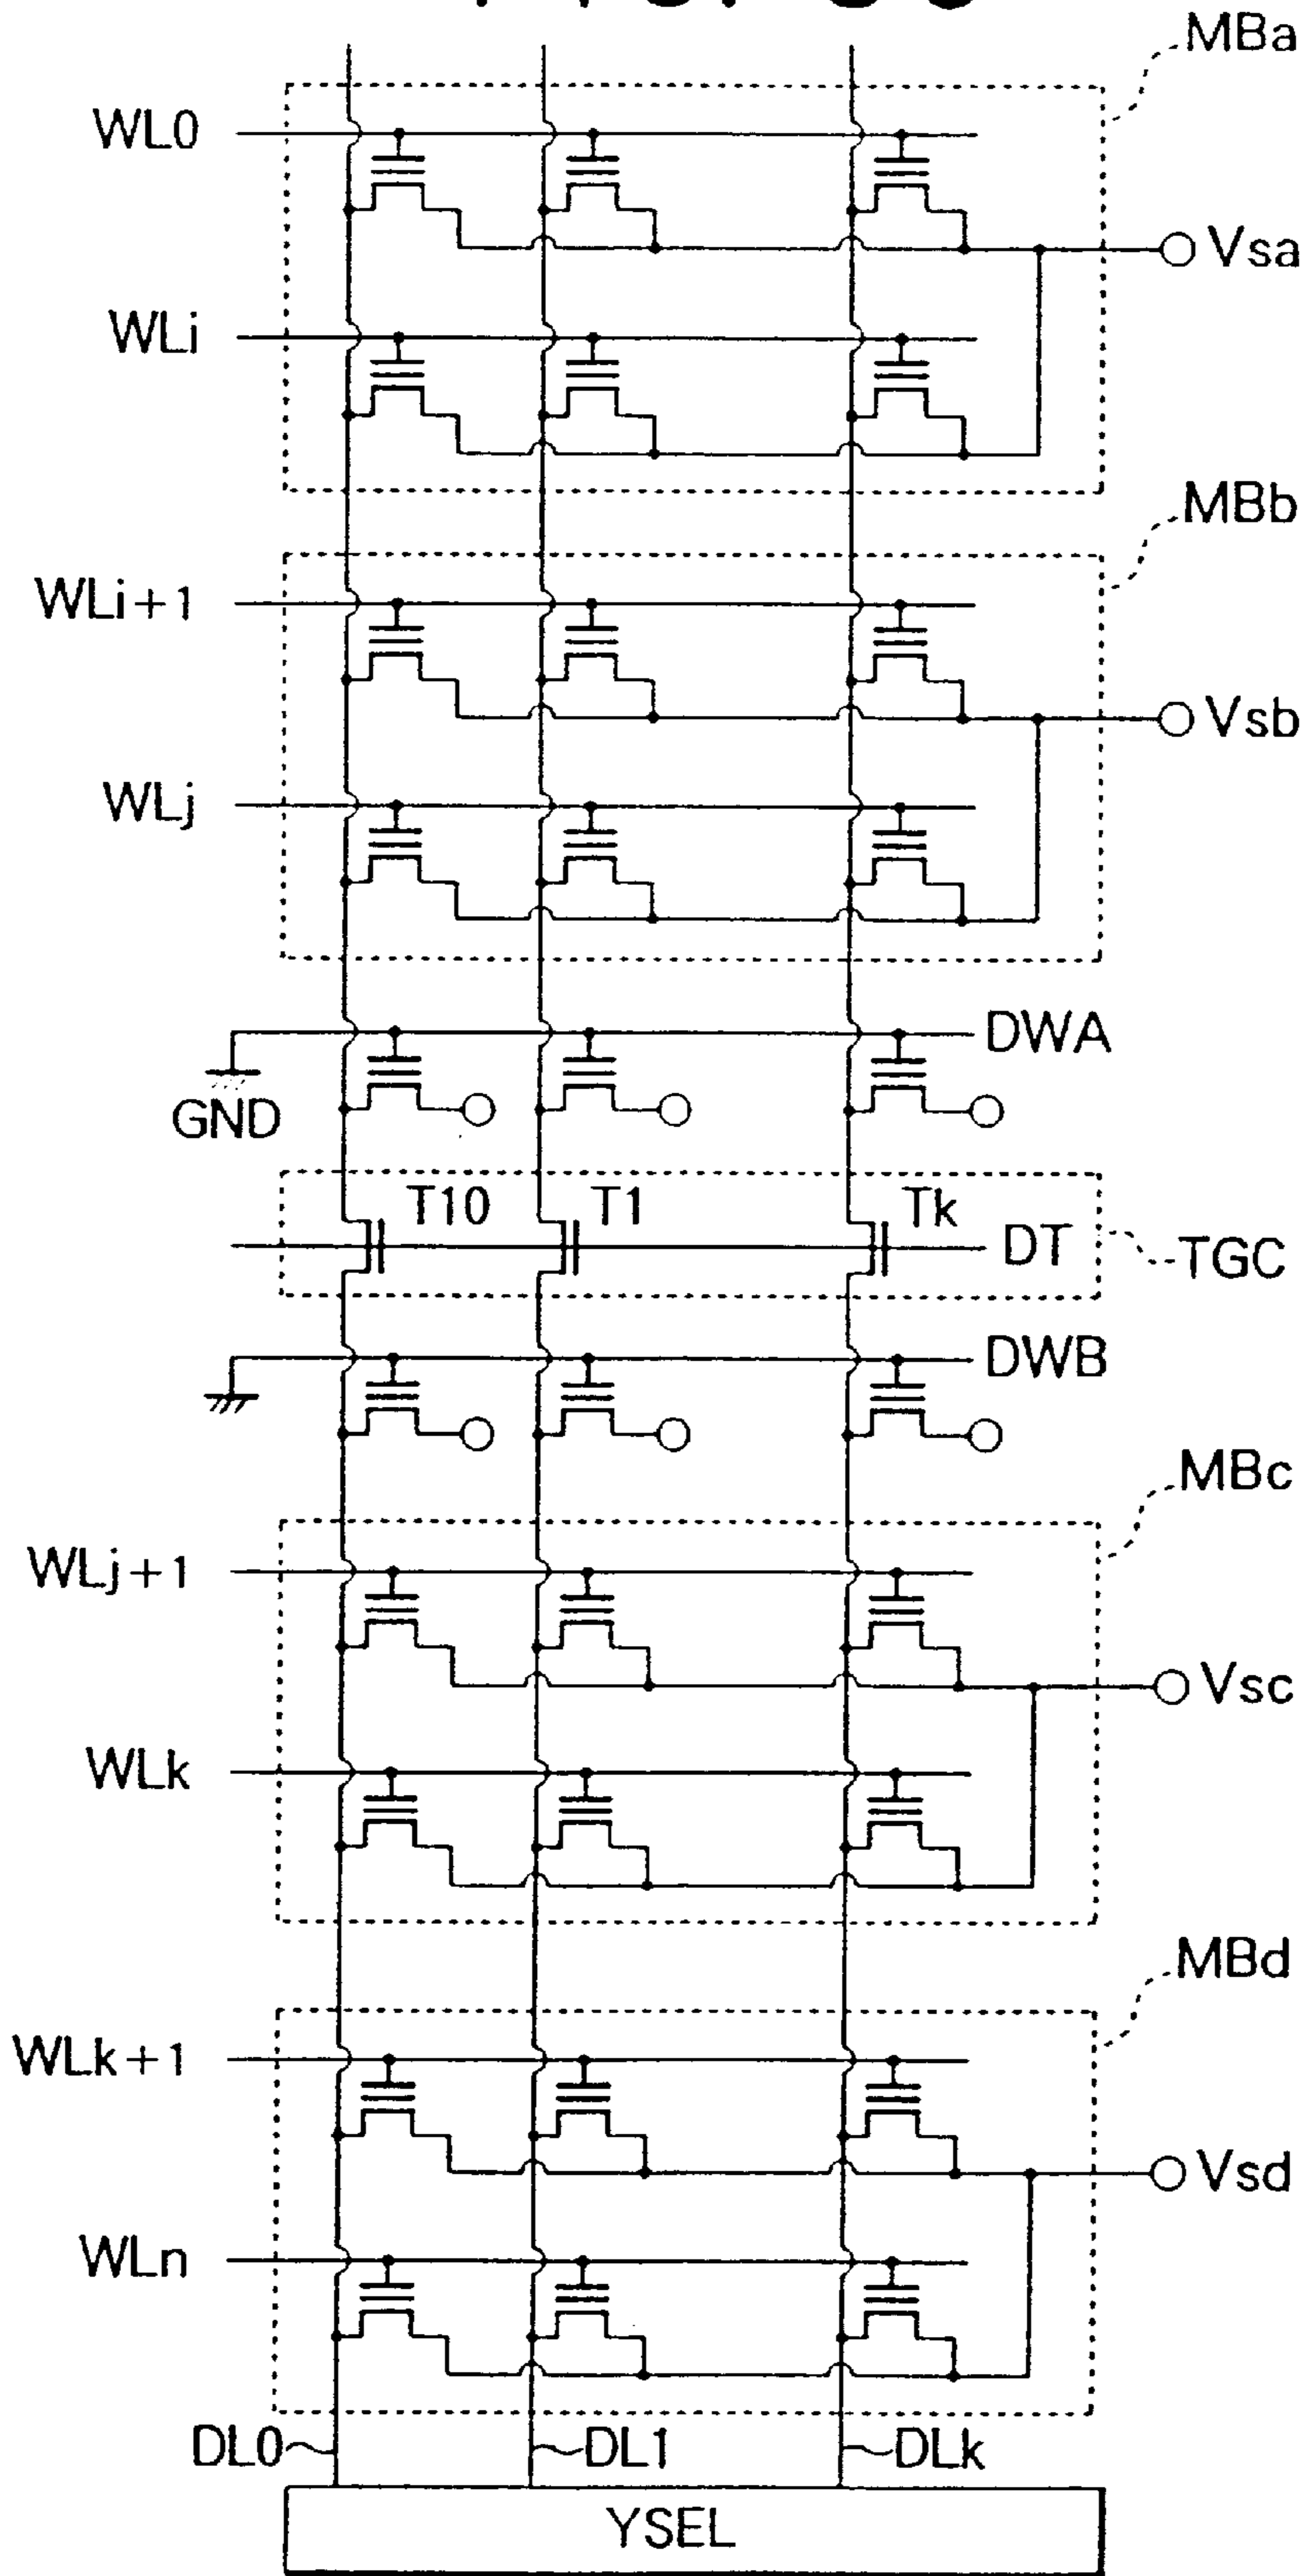 MBa
WL0
Vsa
WLi
MBb
WLi+1
Vsb
WLj
DWA
GND
T10 T1 Tk
DT TGC
DWB
MBc
WLj+1
Vsc
WLk
MBd
WLk+1
Vsd
WLn
DL0 DL1 DLk
YSEL